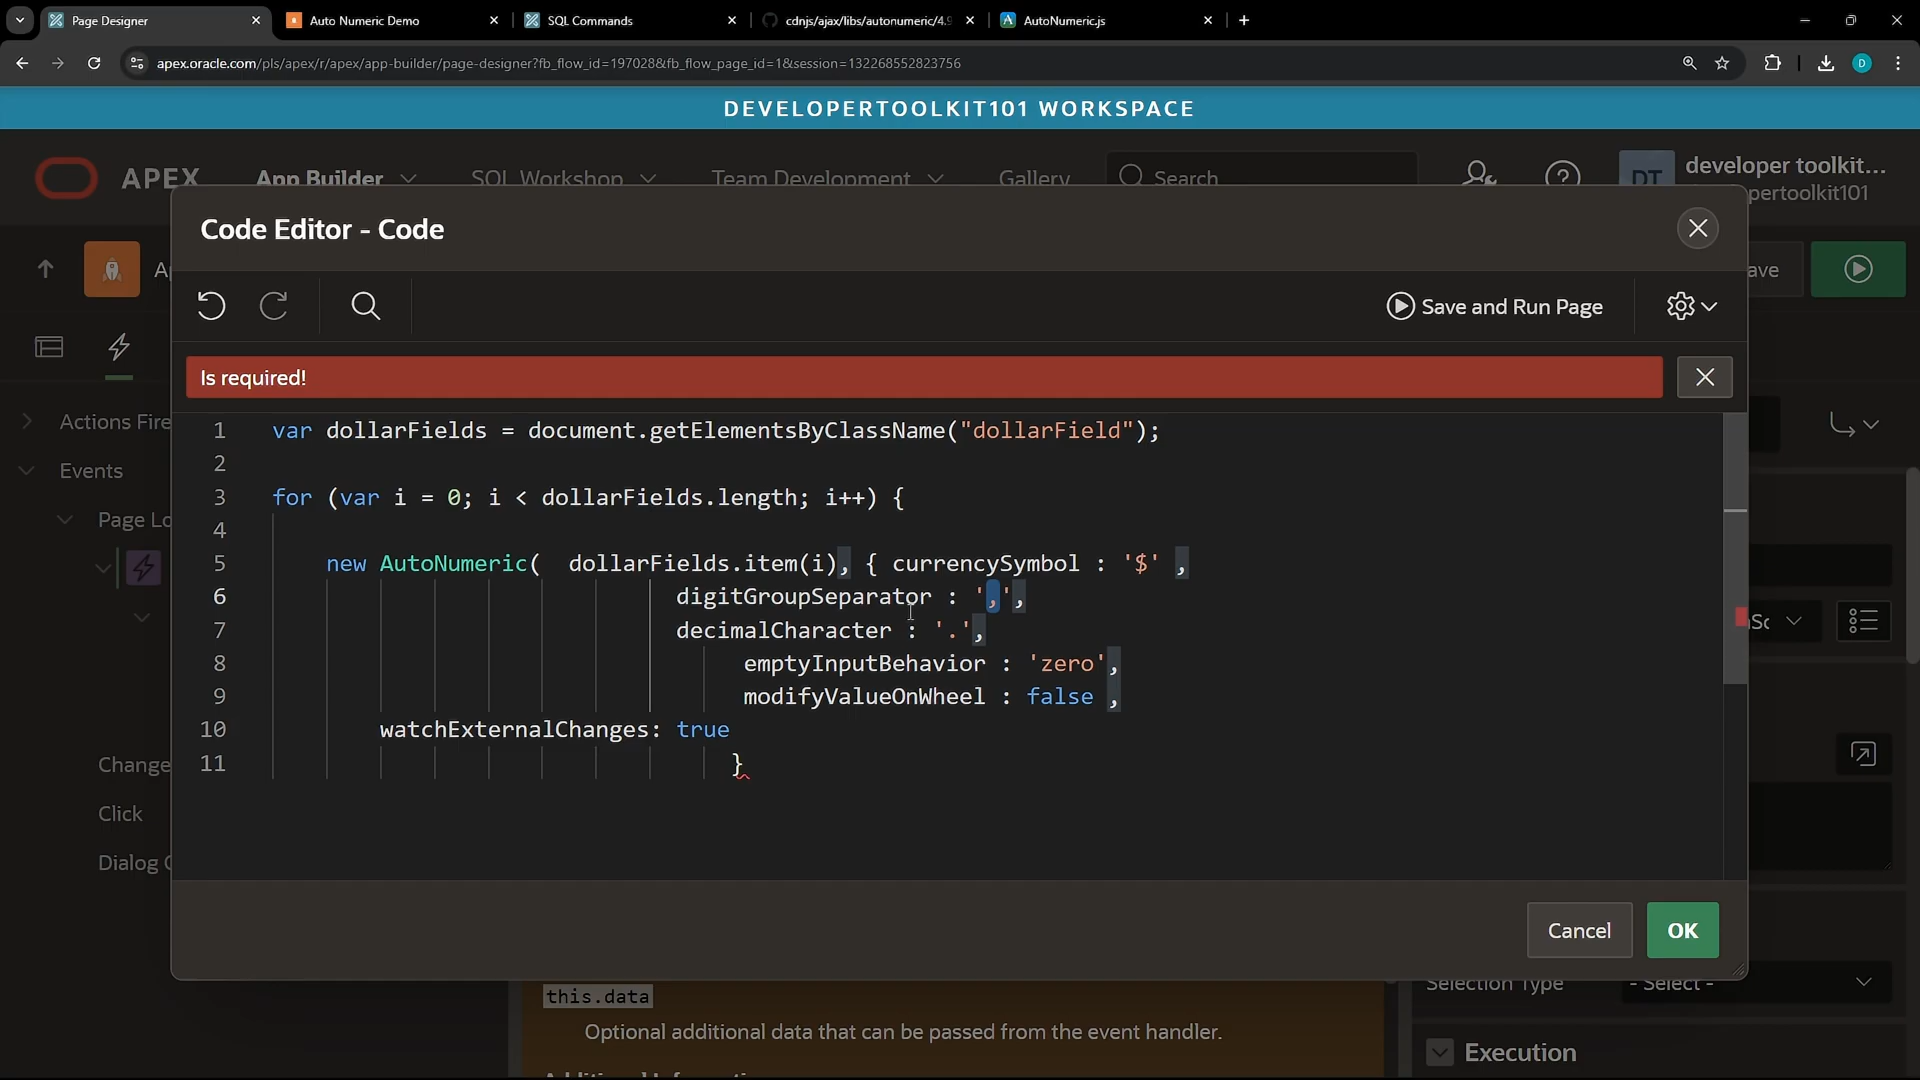 Page Designer
Auto Numeric Demo
SQL Commands
cdnjs/ajax/libs/autonumeric/4.9
AutoNumeric.js
apex.oracle.com/pls/apex/r/apex/app-builder/page-designer?fb_flow_id=197028&fb_flow_page_id=1&session=132268552823756
D
DEVELOPERTOOLKIT101 WORKSPACE
APEX
App Builder
SQL Workshop
Team Development
Gallery
Search
DT
developer toolkit...
pertoolkit101
Code Editor - Code
Ap
ave
Save and Run Page
Is required!
Actions Fire
Events
Page Lo
Change
Click
Dialog
1 var dollarFields = document.getElementsByClassName("dollarField");
2
3 for (var i = 0; i < dollarFields.length; i++) {
4
5 new AutoNumeric( dollarFields.item(i), { currencySymbol : '$' ,
6 digitGroupSeparator : ',',
7 decimalCharacter : '.',
8 emptyInputBehavior : 'zero',
9 modifyValueOnWheel : false ,
10 watchExternalChanges: true
11 }
Cancel
OK
this.data
Optional additional data that can be passed from the event handler.
Selection Type
- Select -
Execution